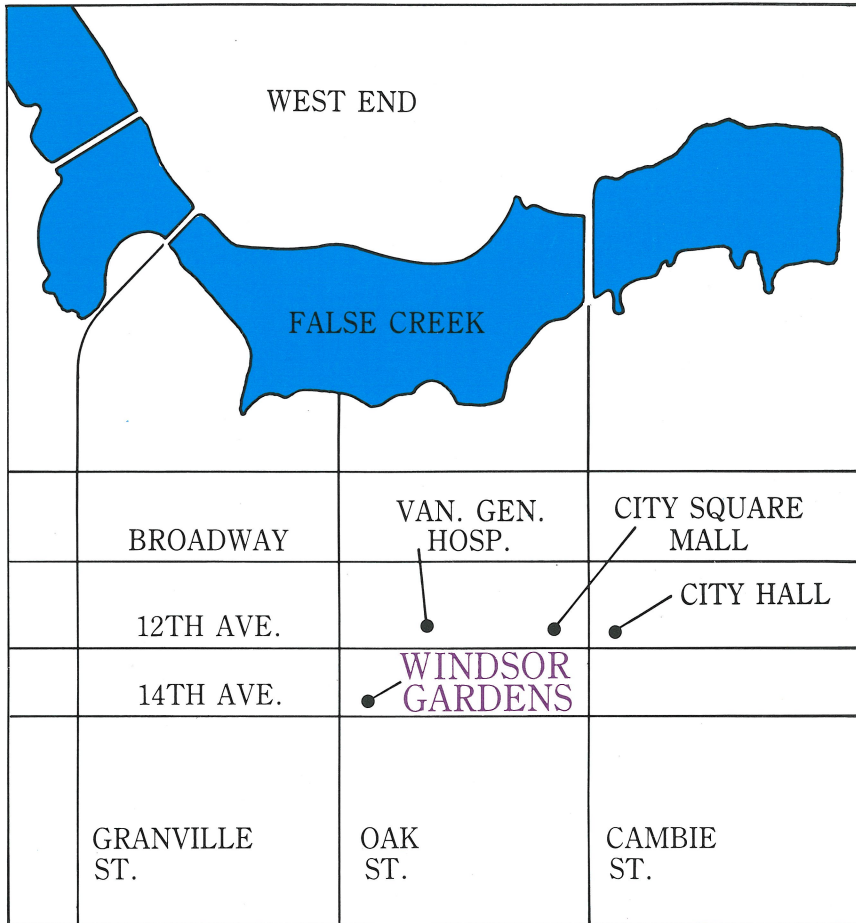 WEST END
FALSE CREEK
BROADWAY
VAN. GEN.
HOSP.
CITY SQUARE
MALL
CITY HALL
12TH AVE.
WINDSOR
GARDENS
14TH AVE.
GRANVILLE
ST.
OAK
ST.
CAMBIE
ST.